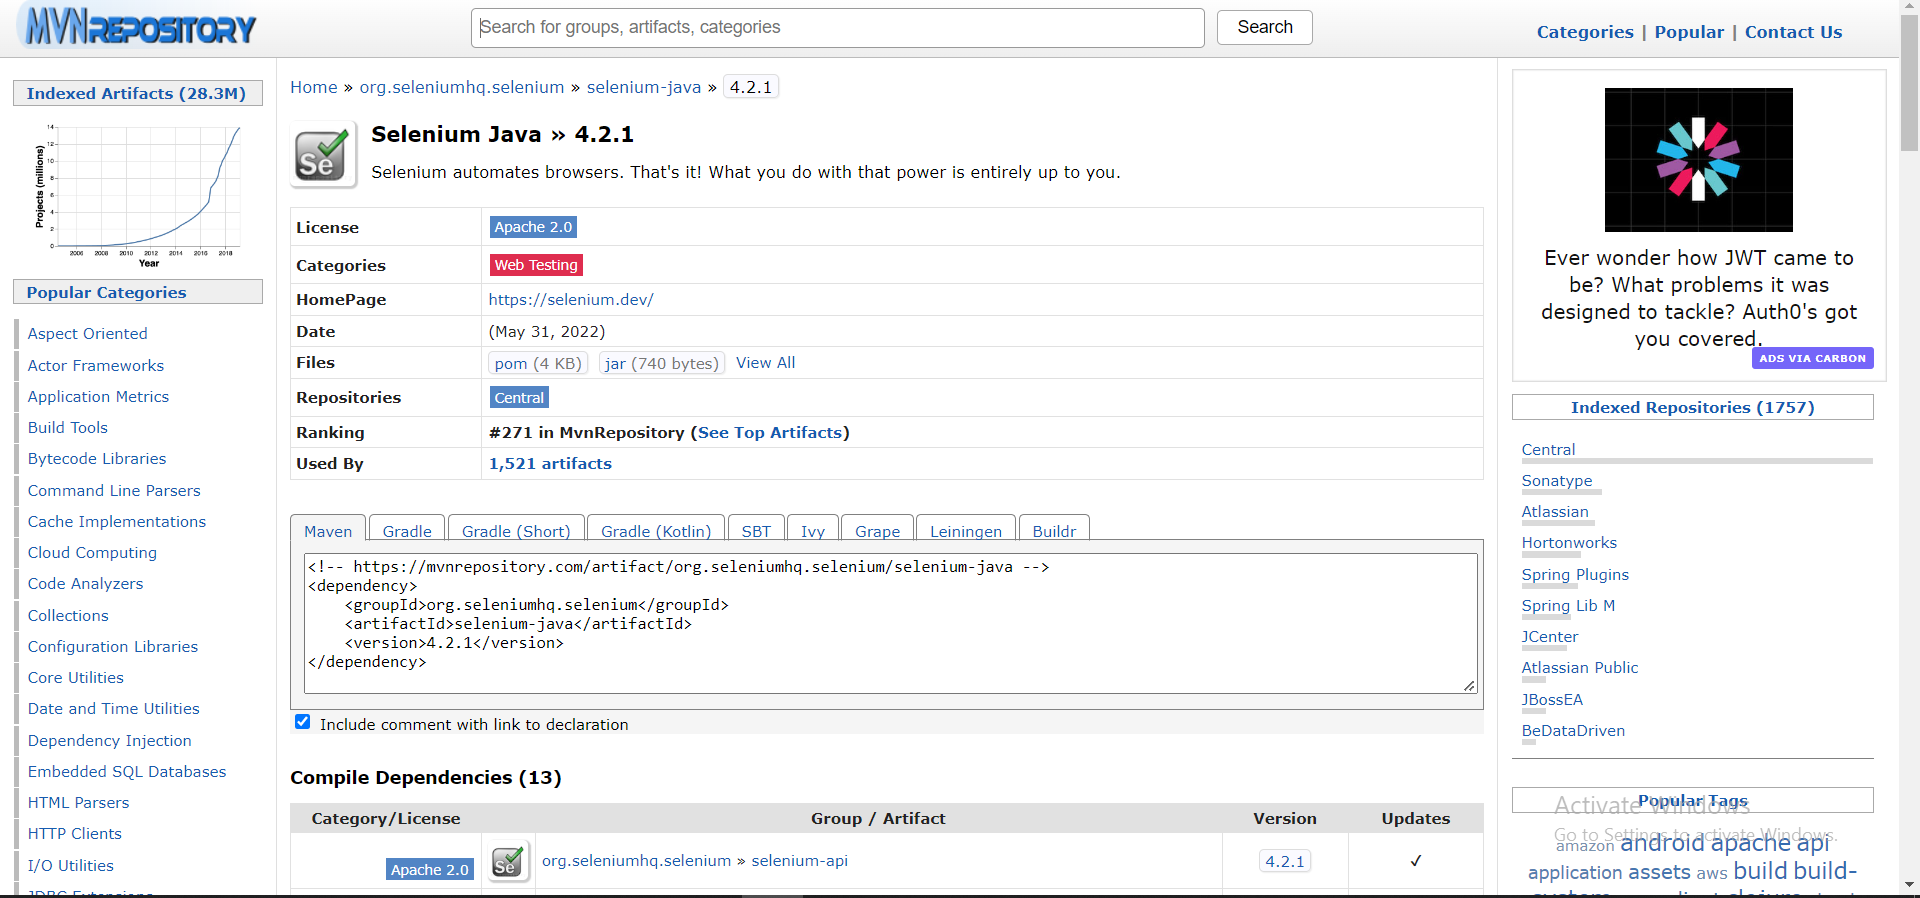 MVNREPOSITORY
Search for groups, artifacts, categories
Search
Categories | Popular | Contact Us
Indexed Artifacts (28.3M)
Projects (millions)
14
12
10
8
6
4
2
0
2006 2008 2010 2012 2014 2016 2018
Year
Popular Categories
Aspect Oriented
Actor Frameworks
Application Metrics
Build Tools
Bytecode Libraries
Command Line Parsers
Cache Implementations
Cloud Computing
Code Analyzers
Collections
Configuration Libraries
Core Utilities
Date and Time Utilities
Dependency Injection
Embedded SQL Databases
HTML Parsers
HTTP Clients
I/O Utilities
JDBC Extensions
Home » org.seleniumhq.selenium » selenium-java » 4.2.1
Se
Selenium Java » 4.2.1
Selenium automates browsers. That's it! What you do with that power is entirely up to you.
License Apache 2.0
Categories Web Testing
HomePage https://selenium.dev/
Date (May 31, 2022)
Files pom (4 KB) jar (740 bytes) View All
Repositories Central
Ranking #271 in MvnRepository (See Top Artifacts)
Used By 1,521 artifacts
Maven Gradle Gradle (Short) Gradle (Kotlin) SBT Ivy Grape Leiningen Buildr
<!-- https://mvnrepository.com/artifact/org.seleniumhq.selenium/selenium-java -->
<dependency>
    <groupId>org.seleniumhq.selenium</groupId>
    <artifactId>selenium-java</artifactId>
    <version>4.2.1</version>
</dependency>
Include comment with link to declaration
Compile Dependencies (13)
Category/License Group / Artifact Version Updates
Apache 2.0 Se org.seleniumhq.selenium » selenium-api 4.2.1 ✓
Ever wonder how JWT came to
be? What problems it was
designed to tackle? Auth0's got
you covered.
ADS VIA CARBON
Indexed Repositories (1757)
Central
Sonatype
Atlassian
Hortonworks
Spring Plugins
Spring Lib M
JCenter
Atlassian Public
JBossEA
BeDataDriven
Popular Tags
Activate Windows
Go to Settings to activate Windows.
amazon android apache api
application assets aws build build-
system